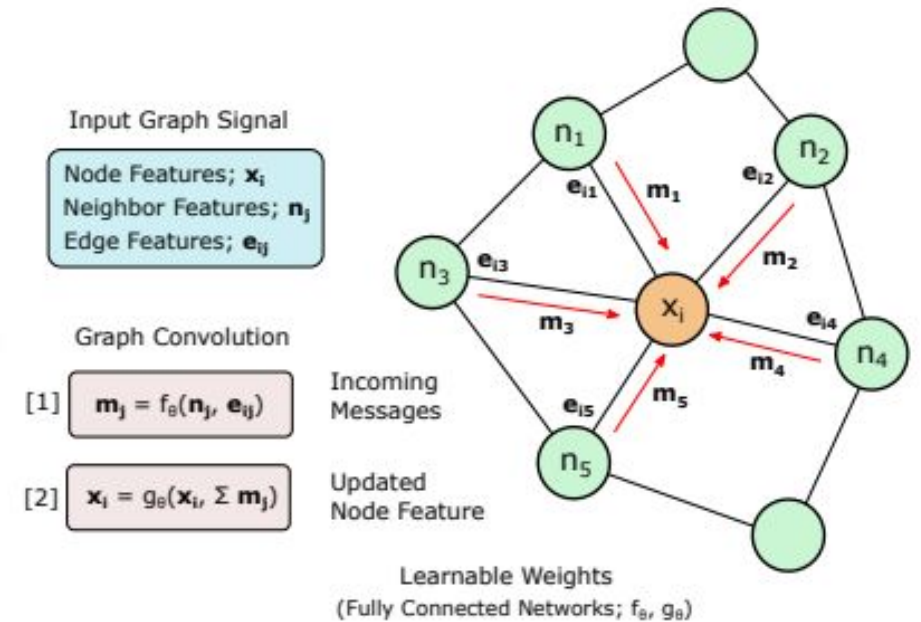 Input Graph Signal
Node Features; xᵢ
Neighbor Features; nⱼ
Edge Features; eᵢⱼ
Graph Convolution
[1] mⱼ = fθ(nⱼ, eᵢⱼ)
Incoming
Messages
[2] xᵢ = gθ(xᵢ, Σ mⱼ)
Updated
Node Feature
n₁
n₂
eᵢ₁
m₁
eᵢ₂
m₂
n₃
eᵢ₃
m₃
xᵢ
eᵢ₄
m₄
n₄
eᵢ₅
m₅
n₅
Learnable Weights
(Fully Connected Networks; fθ, gθ)